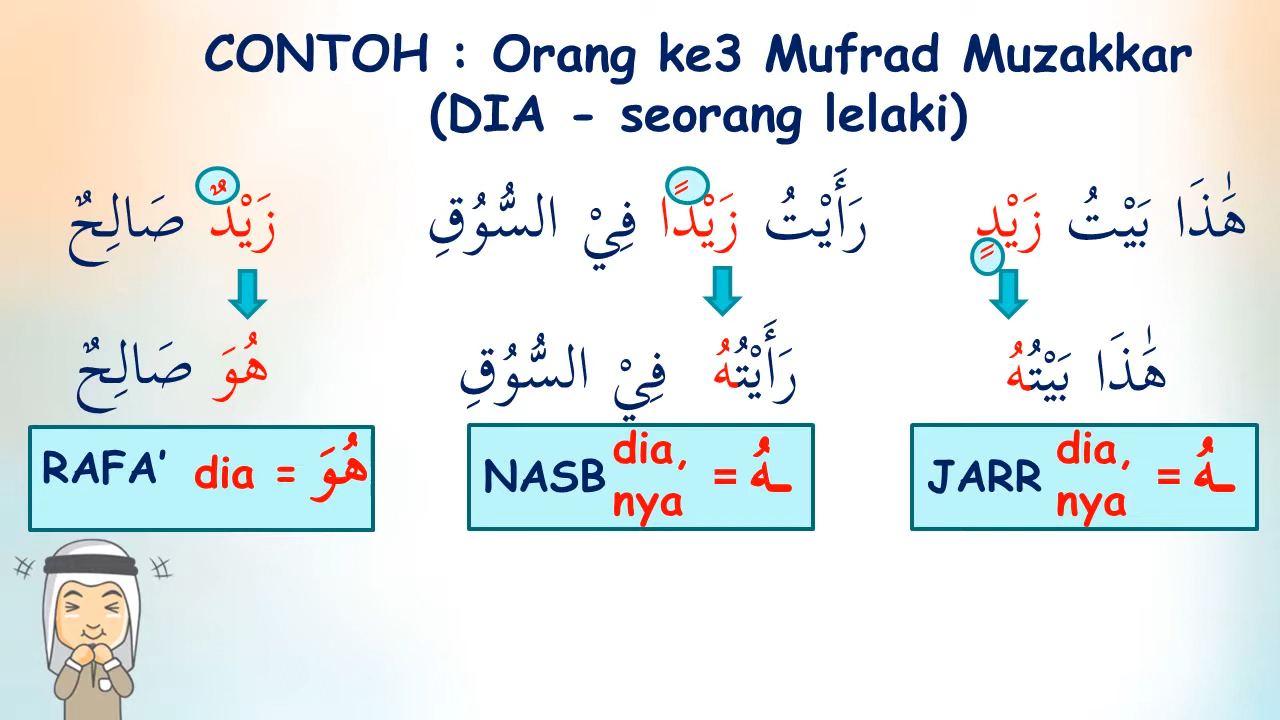 CONTOH : Orang ke3 Mufrad Muzakkar
(DIA - seorang lelaki)
زَيْدٌ صَالِحٌ
رَأَيْتُ زَيْدًا فِيْ السُّوُقِ
هَٰذَا بَيْتُ زَيْدٍ
هُوَ صَالِحٌ
رَأَيْتُهُ فِيْ السُّوُقِ
هَٰذَا بَيْتُهُ
RAFA' dia = هُوَ
NASB dia, nya = ـهُ
JARR dia, nya = ـهُ